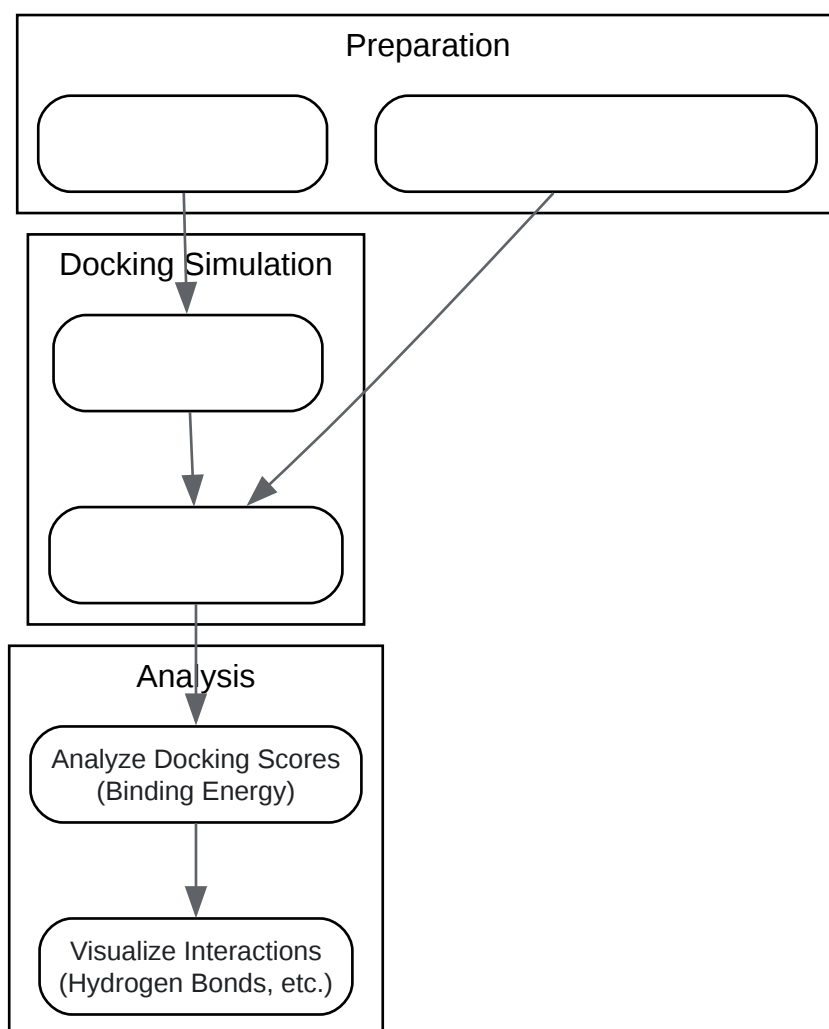 Preparation
Docking Simulation
Analysis
Analyze Docking Scores
(Binding Energy)
Visualize Interactions
(Hydrogen Bonds, etc.)